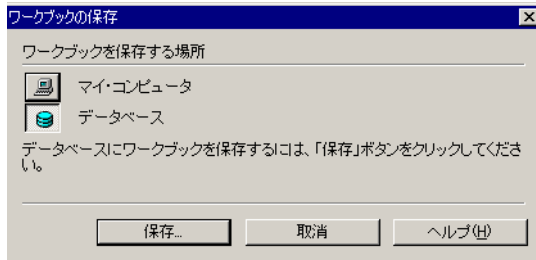 ワークブックの保存
ワークブックを保存する場所
マイ・コンピュータ
データベース
データベースにワークブックを保存するには、「保存」ボタンをクリックしてくださ
い。
保存... 取消 ヘルプ(H)